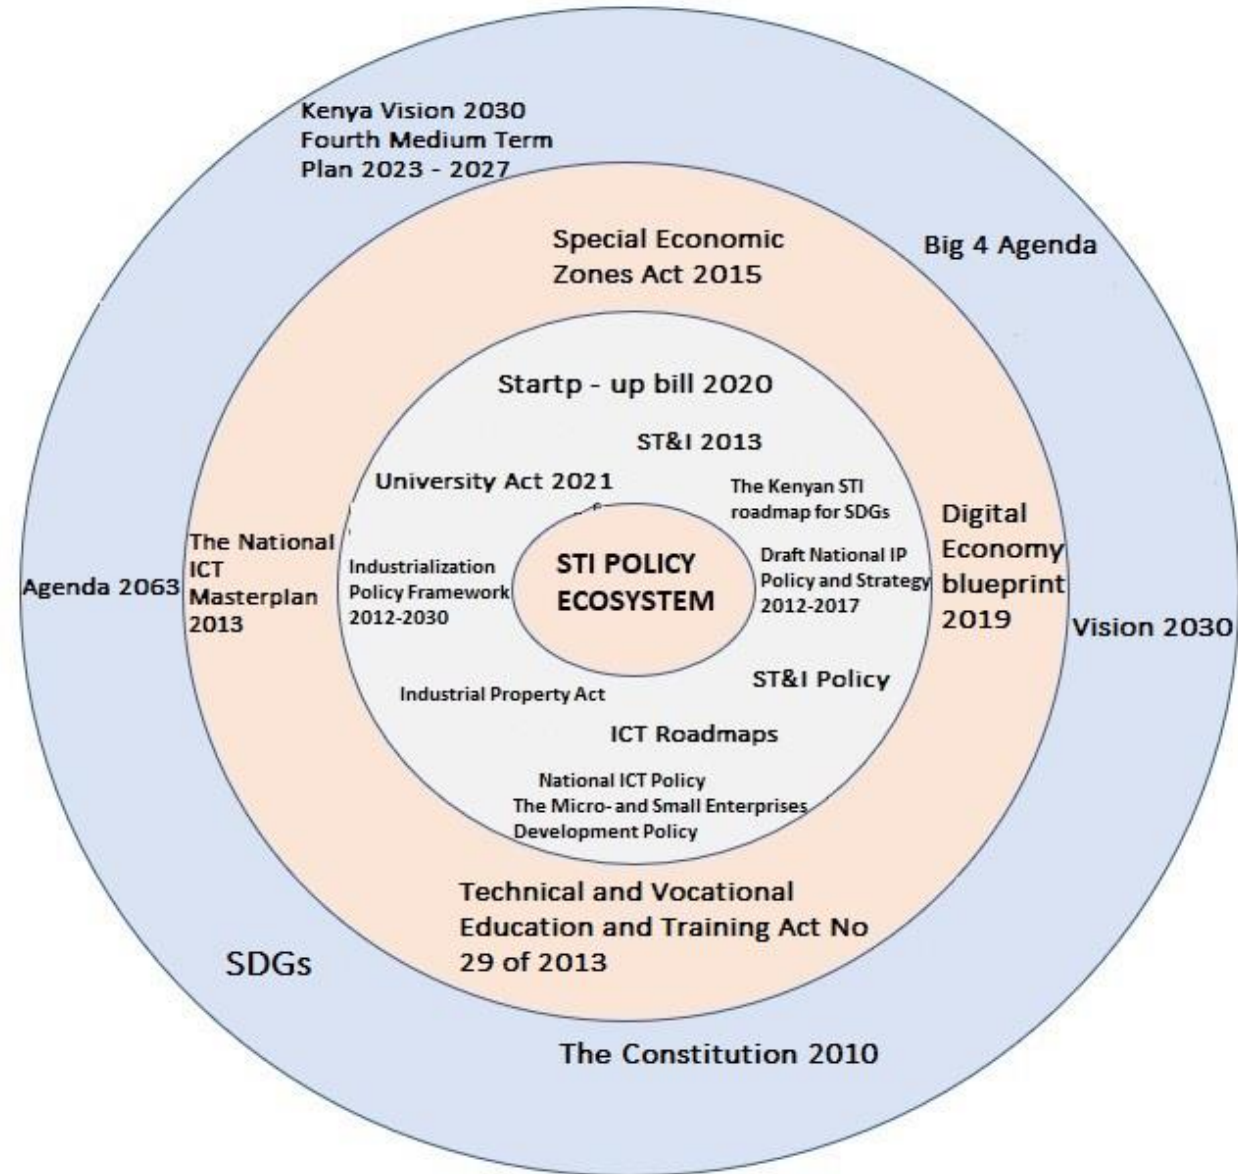 Kenya Vision 2030
Fourth Medium Term
Plan 2023 - 2027
Big 4 Agenda
Special Economic
Zones Act 2015
Startp - up bill 2020
ST&I 2013
University Act 2021
The Kenyan STI
roadmap for SDGs
Agenda 2063
The National
ICT
Masterplan
2013
Industrialization
Policy Framework
2012-2030
STI POLICY
ECOSYSTEM
Draft National IP
Policy and Strategy
2012-2017
Digital
Economy
blueprint
2019
Vision 2030
ST&I Policy
Industrial Property Act
ICT Roadmaps
National ICT Policy
The Micro- and Small Enterprises
Development Policy
Technical and Vocational
Education and Training Act No
29 of 2013
SDGs
The Constitution 2010